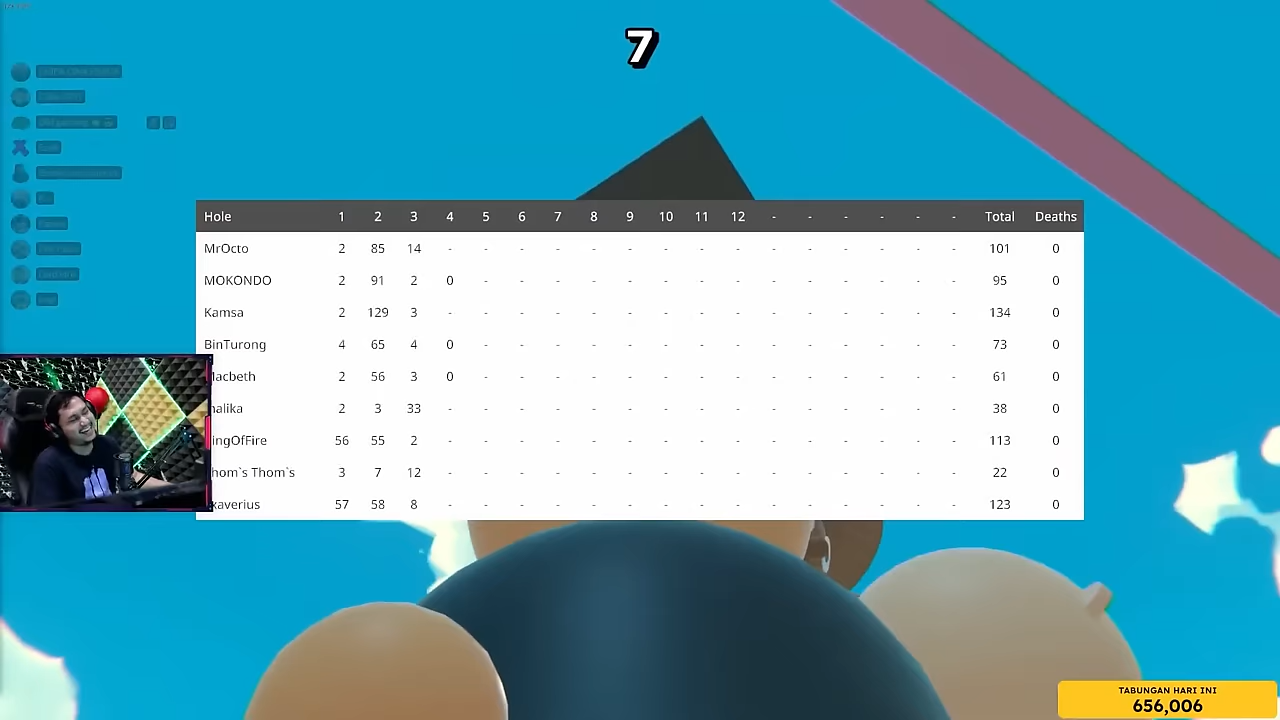 7
Hole 1 2 3 4 5 6 7 8 9 10 11 12 - - - - - - Total Deaths
MrOcto 2 85 14 - - - - - - - - - - - - - - - 101 0
MOKONDO 2 91 2 0 - - - - - - - - - - - - - - 95 0
Kamsa 2 129 3 - - - - - - - - - - - - - - - 134 0
BinTurong 4 65 4 0 - - - - - - - - - - - - - - 73 0
Macbeth 2 56 3 0 - - - - - - - - - - - - - - 61 0
alika 2 3 33 - - - - - - - - - - - - - - - 38 0
ingOfFire 56 55 2 - - - - - - - - - - - - - - - 113 0
hom`s Thom`s 3 7 12 - - - - - - - - - - - - - - - 22 0
xaverius 57 58 8 - - - - - - - - - - - - - - - 123 0
TABUNGAN HARI INI
656,006